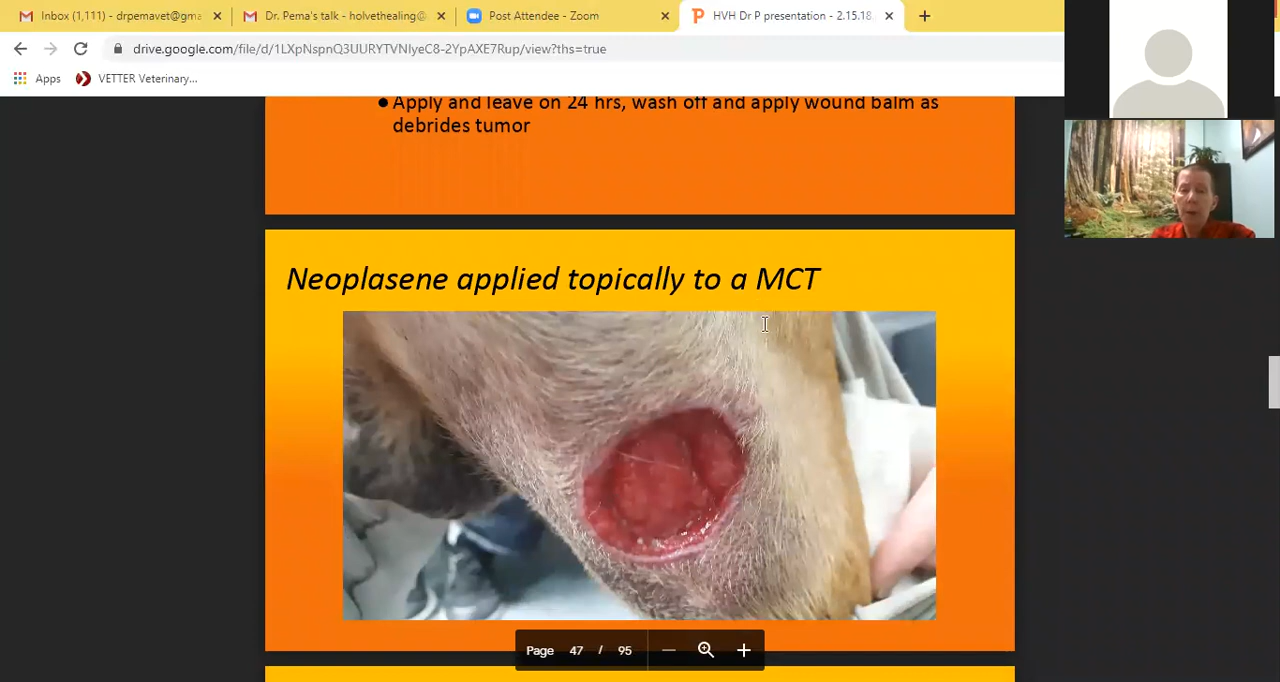 Inbox (1,111) - drpemavet@gma
Dr. Pema's talk - holvethealing@
Post Attendee - Zoom
HVH Dr P presentation - 2.15.18.
drive.google.com/file/d/1LXpNspnQ3UURYTVNIyeC8-2YpAXE7Rup/view?ths=true
Apps
VETTER Veterinary...
● Apply and leave on 24 hrs, wash off and apply wound balm as
debrides tumor
Neoplasene applied topically to a MCT
Page 47 / 95